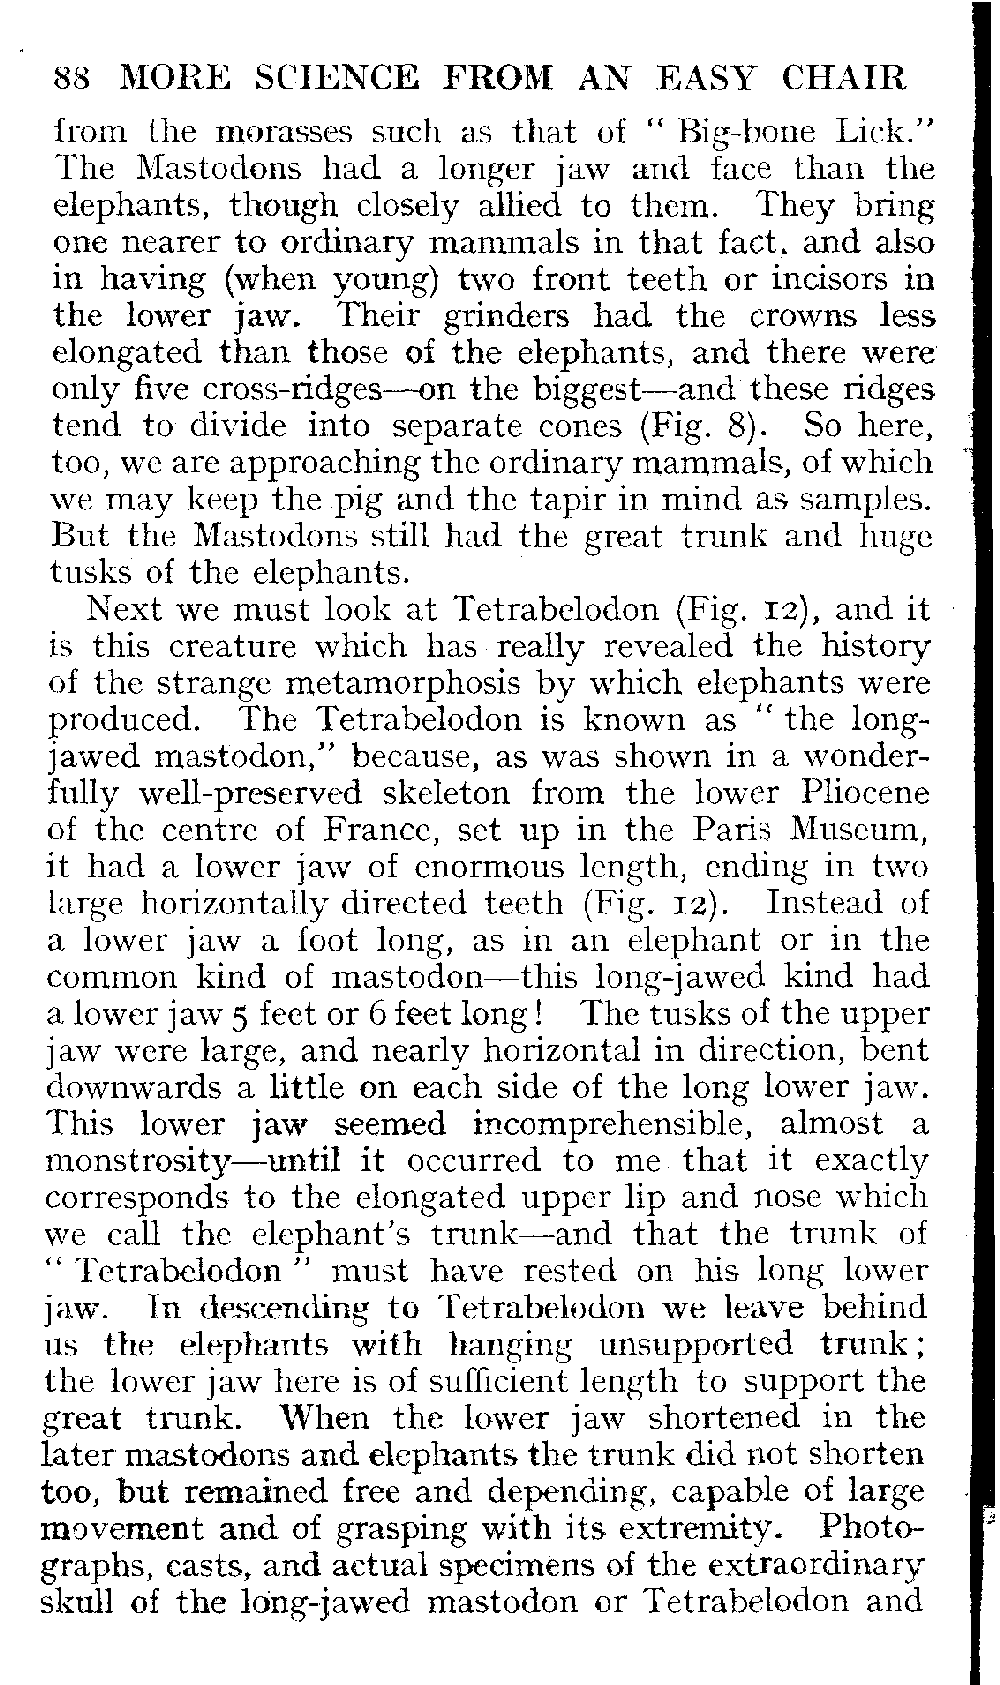 88 MORE SCIENCE FROM AN EASY CHAIR
from the morasses such as that of " Big-bone Lick."
The Mastodons had a longer jaw and face than the
elephants, though closely allied to them. They bring
one nearer to ordinary mammals in that fact, and also
in having (when young) two front teeth or incisors in
the lower jaw. Their grinders had the crowns less
elongated than those of the elephants, and there were
only five cross-ridges—on the biggest—and these ridges
tend to divide into separate cones (Fig. 8). So here,
too, we are approaching the ordinary mammals, of which
we may keep the pig and the tapir in mind as samples.
But the Mastodons still had the great trunk and huge
tusks of the elephants.
Next we must look at Tetrabelodon (Fig. 12), and it
is this creature which has really revealed the history
of the strange metamorphosis by which elephants were
produced. The Tetrabelodon is known as " the long-
jawed mastodon," because, as was shown in a wonder-
fully well-preserved skeleton from the lower Pliocene
of the centre of France, set up in the Paris Museum,
it had a lower jaw of enormous length, ending in two
large horizontally directed teeth (Fig. 12). Instead of
a lower jaw a foot long, as in an elephant or in the
common kind of mastodon—this long-jawed kind had
a lower jaw 5 feet or 6 feet long! The tusks of the upper
jaw were large, and nearly horizontal in direction, bent
downwards a little on each side of the long lower jaw.
This lower jaw seemed incomprehensible, almost a
monstrosity—until it occurred to me that it exactly
corresponds to the elongated upper lip and nose which
we call the elephant's trunk—and that the trunk of
" Tetrabelodon " must have rested on his long lower
jaw. In descending to Tetrabelodon we leave behind
us the elephants with hanging unsupported trunk;
the lower jaw here is of sufficient length to support the
great trunk. When the lower jaw shortened in the
later mastodons and elephants the trunk did not shorten
too, but remained free and depending, capable of large
movement and of grasping with its extremity. Photo-
graphs, casts, and actual specimens of the extraordinary
skull of the long-jawed mastodon or Tetrabelodon and